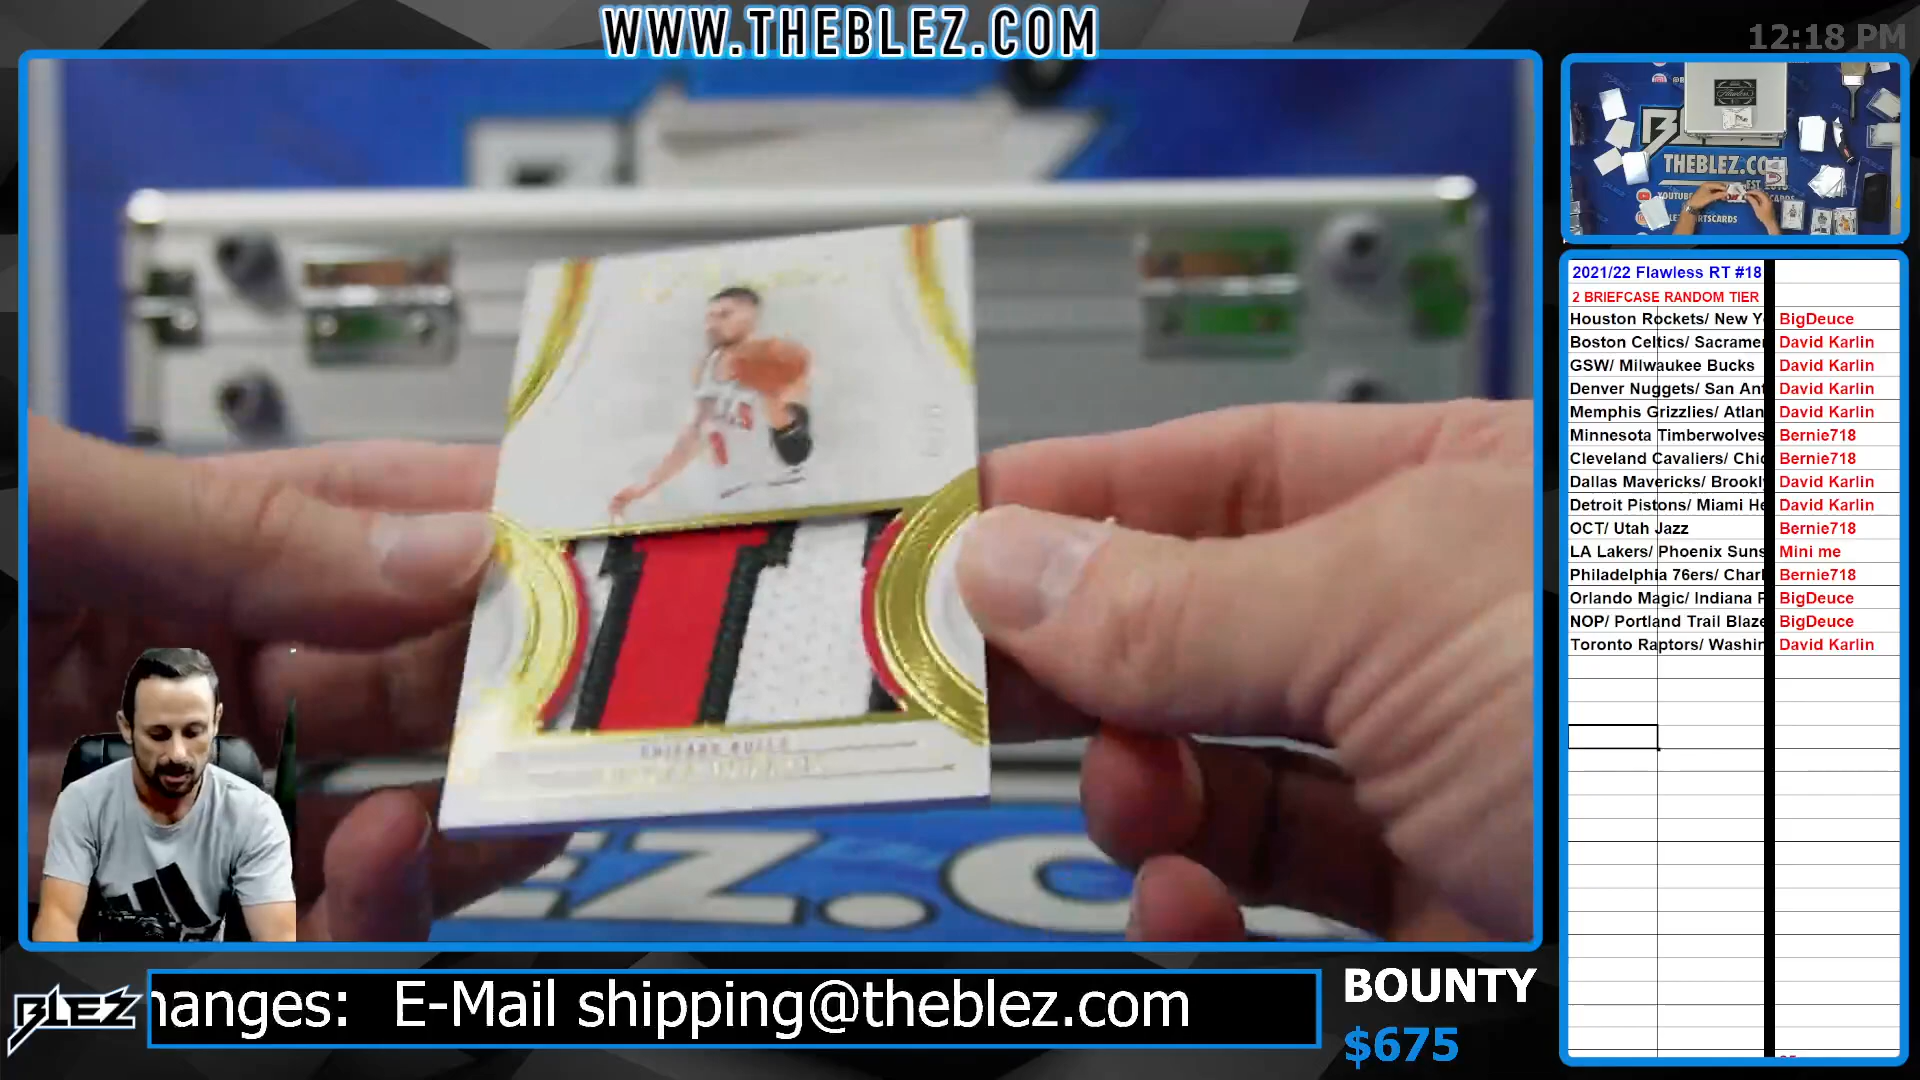 WWW.THEBLEZ.COM
12:18 PM
THEBLEZ.COM
2021/22 Flawless RT #18
2 BRIEFCASE RANDOM TIER
Houston Rockets/ New Y BigDeuce
Boston Celtics/ Sacramer David Karlin
GSW/ Milwaukee Bucks David Karlin
Denver Nuggets/ San Ant David Karlin
Memphis Grizzlies/ Atlan David Karlin
Minnesota Timberwolves Bernie718
Cleveland Cavaliers/ Chic Bernie718
Dallas Mavericks/ Brookl David Karlin
Detroit Pistons/ Miami He David Karlin
OCT/ Utah Jazz Bernie718
LA Lakers/ Phoenix Suns Mini me
Philadelphia 76ers/ Charl Bernie718
Orlando Magic/ Indiana P BigDeuce
NOP/ Portland Trail Blaze BigDeuce
Toronto Raptors/ Washin David Karlin
CHICAGO BULLS
EZ.CO
BLEZ
hanges: E-Mail shipping@theblez.com
BOUNTY
$675